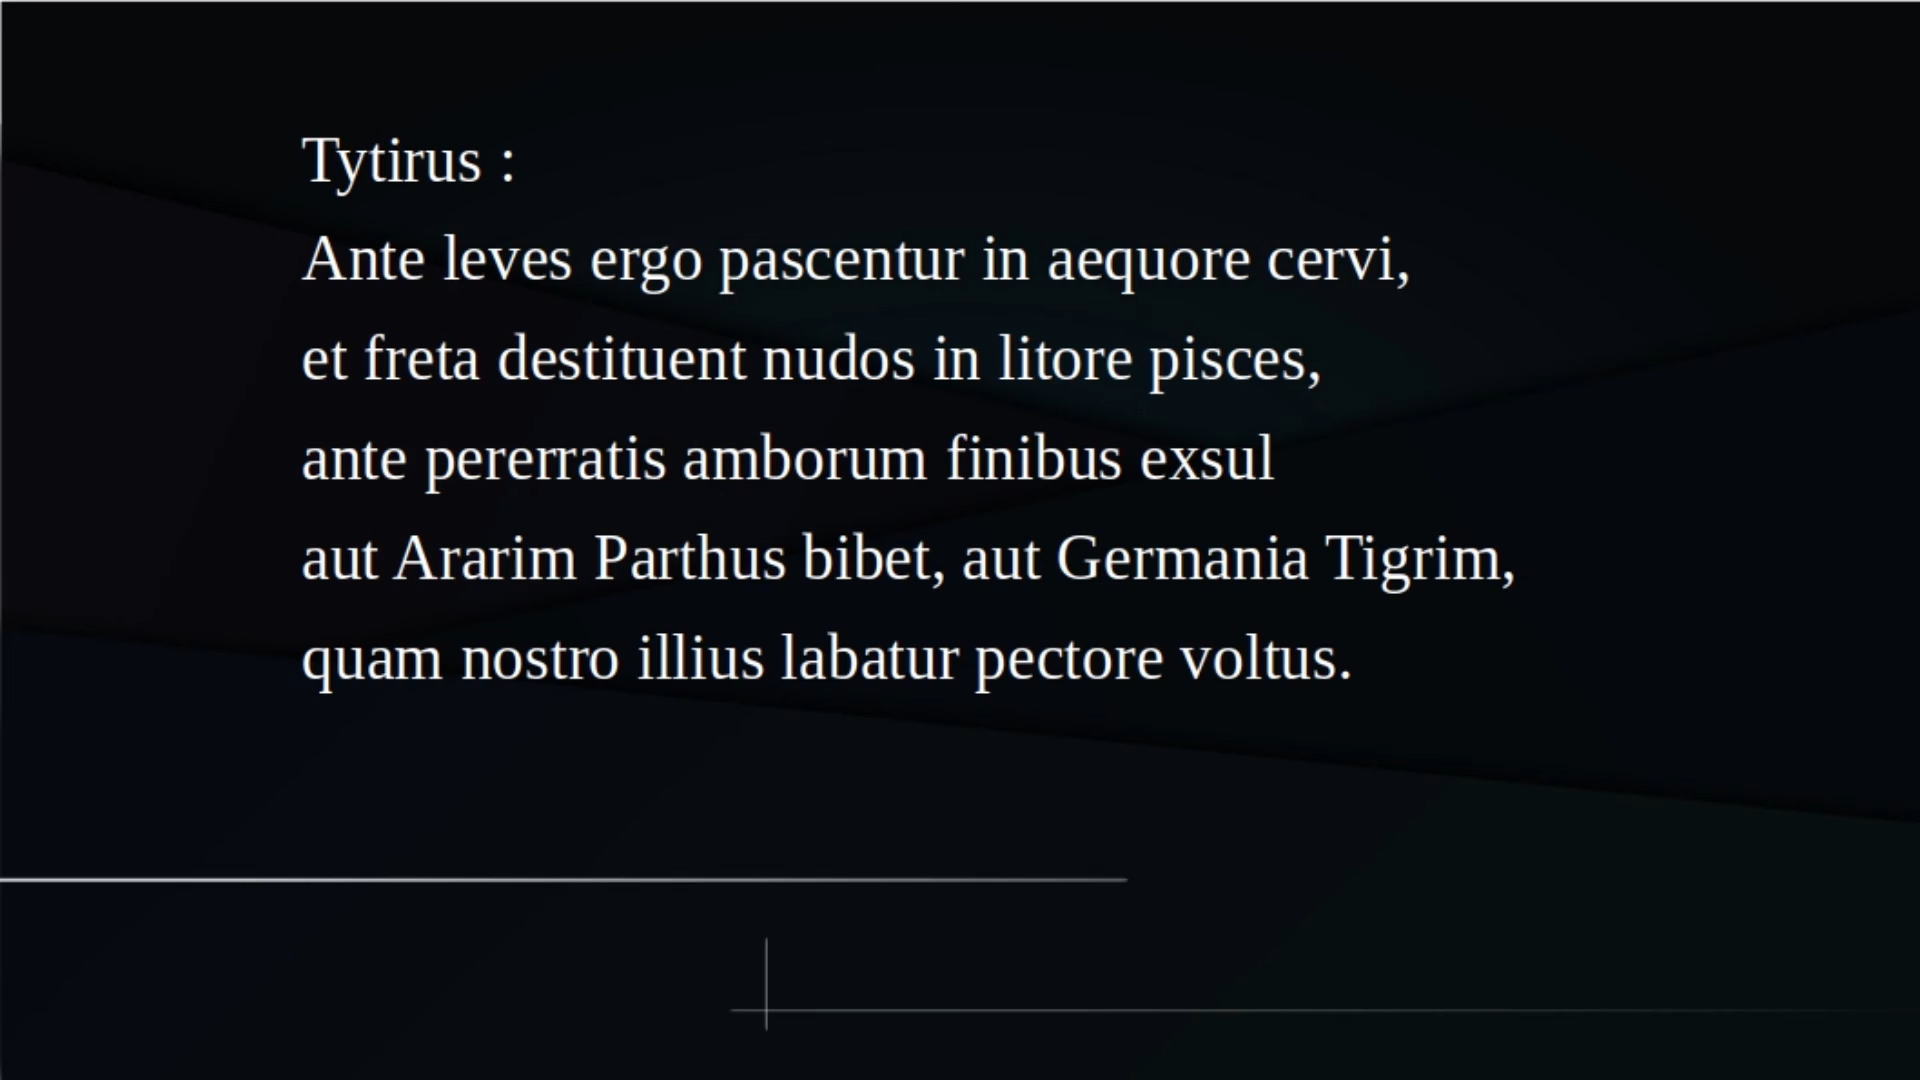 Tytirus :
Ante leves ergo pascentur in aequore cervi,
et freta destituent nudos in litore pisces,
ante pererratis amborum finibus exsul
aut Ararim Parthus bibet, aut Germania Tigrim,
quam nostro illius labatur pectore voltus.